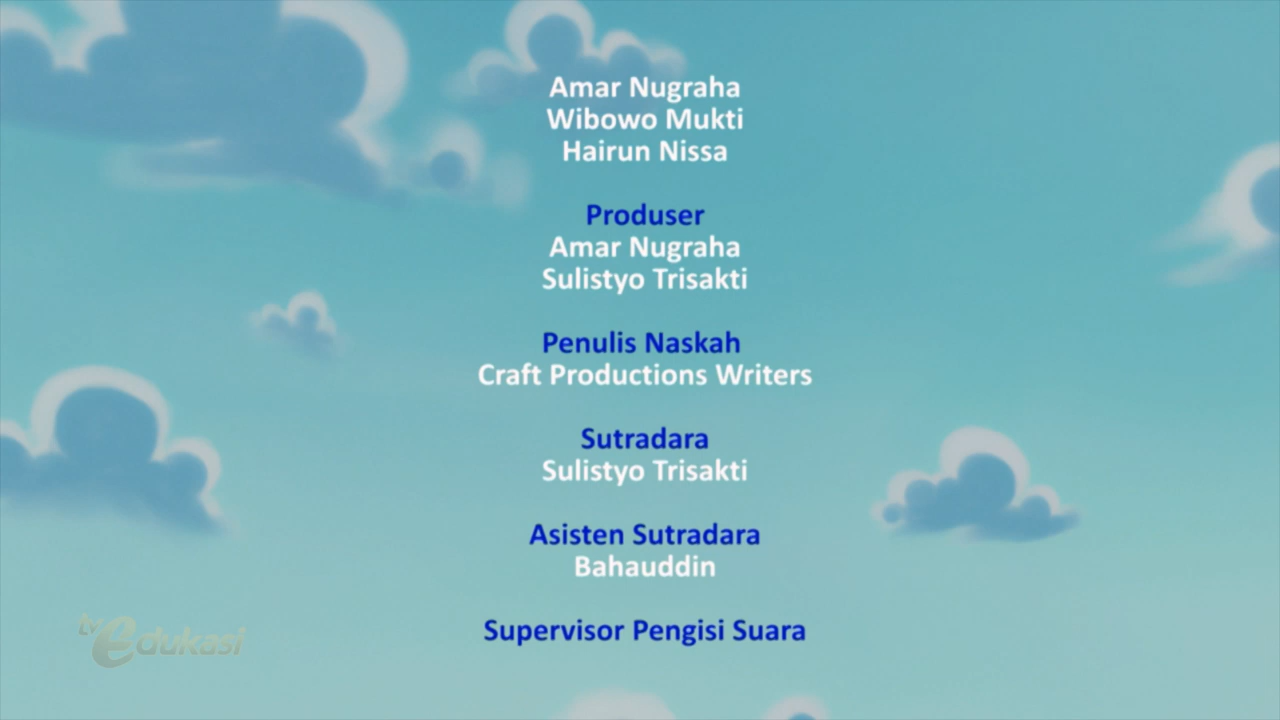 Amar Nugraha
Wibowo Mukti
Hairun Nissa
Produser
Amar Nugraha
Sulistyo Trisakti
Penulis Naskah
Craft Productions Writers
Sutradara
Sulistyo Trisakti
Asisten Sutradara
Bahauddin
Supervisor Pengisi Suara
tv Edukasi